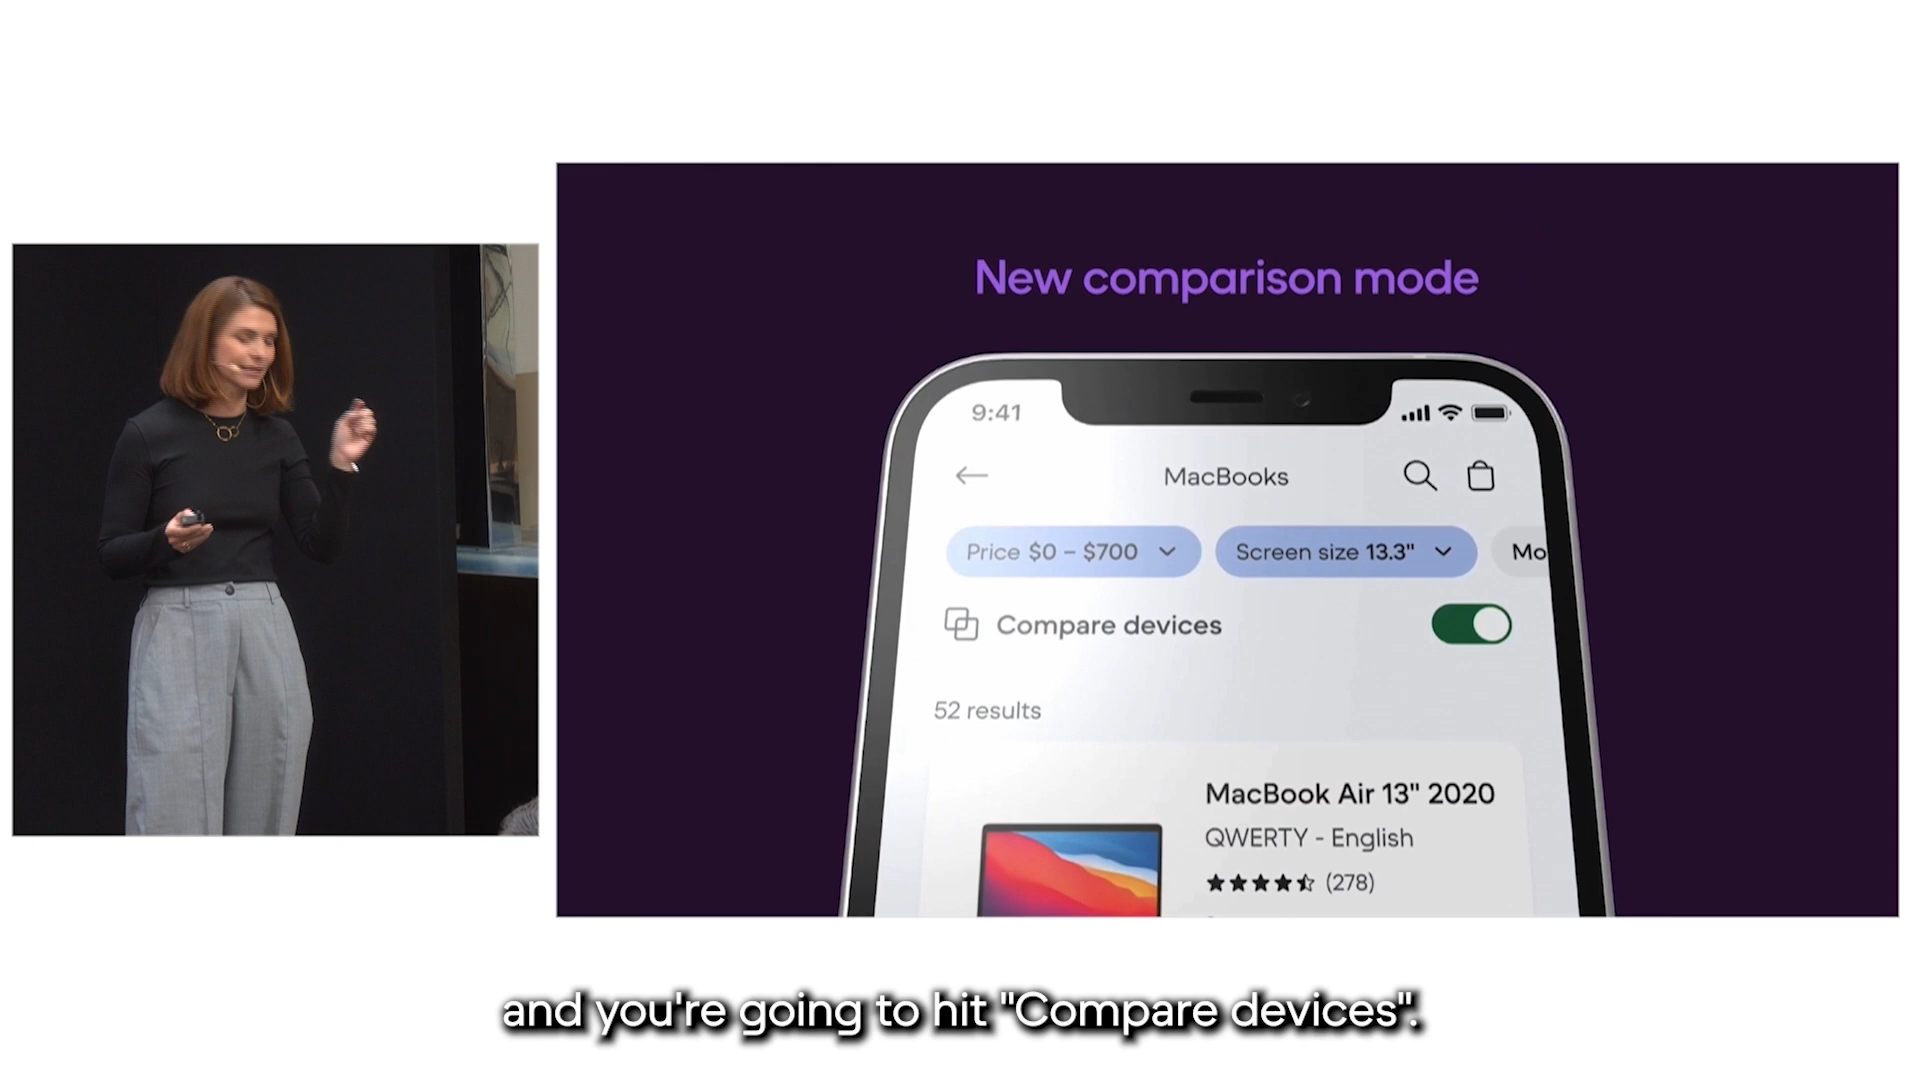 New comparison mode
9:41
MacBooks
Price $0 – $700
Screen size 13.3"
Mo
Compare devices
52 results
MacBook Air 13" 2020
QWERTY - English
(278)
and you're going to hit "Compare devices".